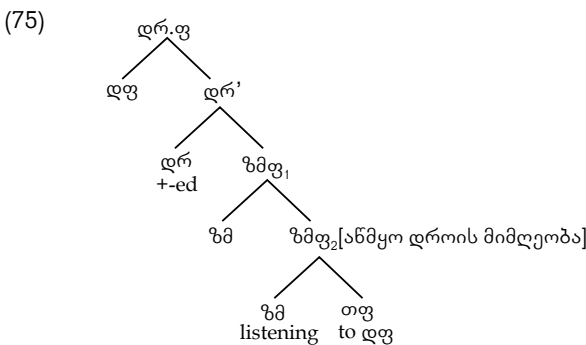 (75)
დრ.ფ
დფ დრ’
დრ ზმფ₁
+-ed
ზმ ზმფ₂[აწმყო დროის მიმღეობა]
ზმ თფ
listening to დფ